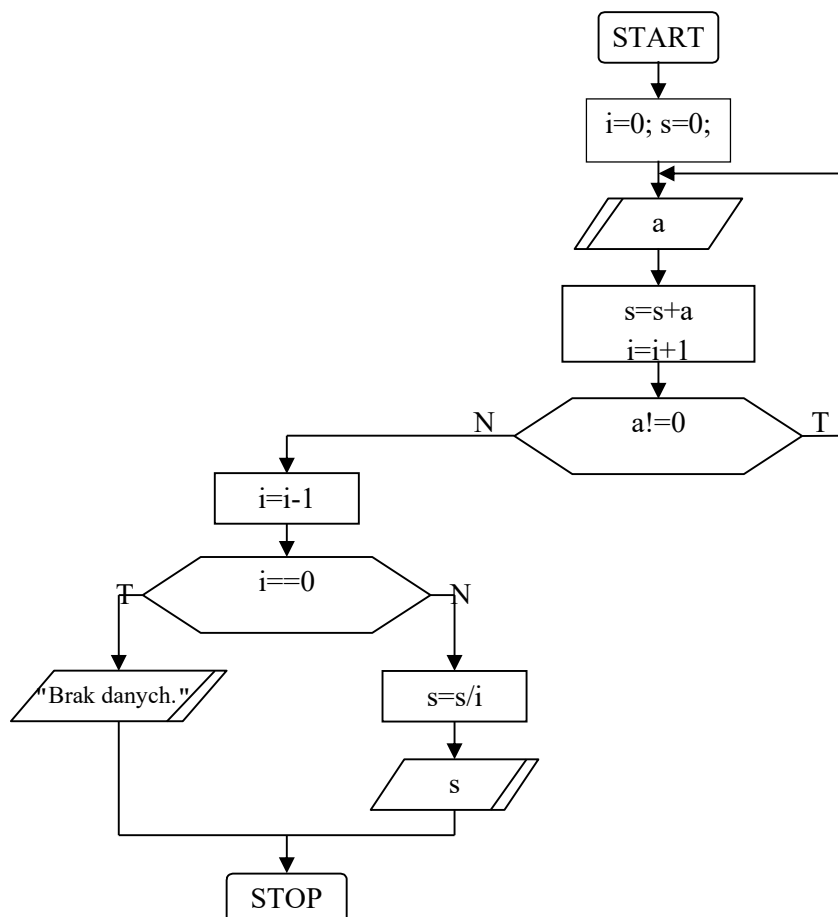 START
i=0; s=0;
a
s=s+a
i=i+1
N
a!=0
T
i=i-1
T
i==0
N
"Brak danych."
s=s/i
s
STOP